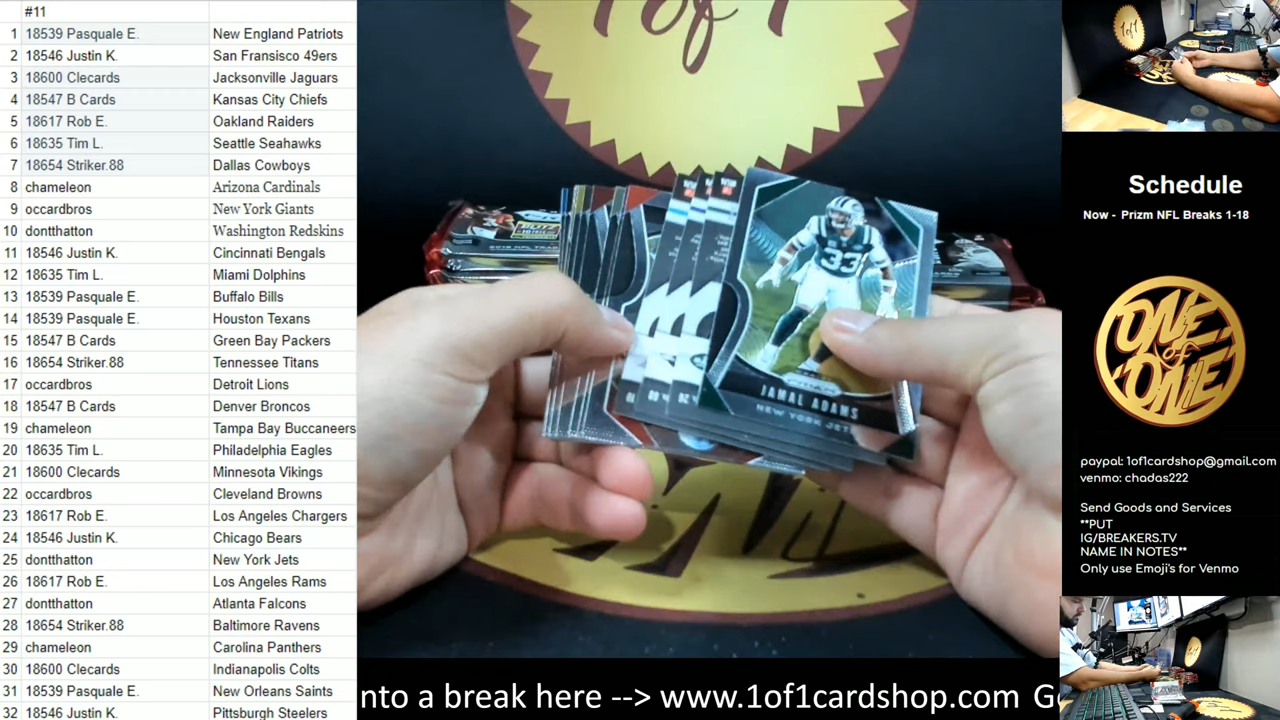 #11
1 18539 Pasquale E. New England Patriots
2 18546 Justin K. San Fransisco 49ers
3 18600 Clecards Jacksonville Jaguars
4 18547 B Cards Kansas City Chiefs
5 18617 Rob E. Oakland Raiders
6 18635 Tim L. Seattle Seahawks
7 18654 Striker.88 Dallas Cowboys
8 chameleon Arizona Cardinals
9 occardbros New York Giants
10 dontthatton Washington Redskins
11 18546 Justin K. Cincinnati Bengals
12 18635 Tim L. Miami Dolphins
13 18539 Pasquale E. Buffalo Bills
14 18539 Pasquale E. Houston Texans
15 18547 B Cards Green Bay Packers
16 18654 Striker.88 Tennessee Titans
17 occardbros Detroit Lions
18 18547 B Cards Denver Broncos
19 chameleon Tampa Bay Buccaneers
20 18635 Tim L. Philadelphia Eagles
21 18600 Clecards Minnesota Vikings
22 occardbros Cleveland Browns
23 18617 Rob E. Los Angeles Chargers
24 18546 Justin K. Chicago Bears
25 dontthatton New York Jets
26 18617 Rob E. Los Angeles Rams
27 dontthatton Atlanta Falcons
28 18654 Striker.88 Baltimore Ravens
29 chameleon Carolina Panthers
30 18600 Clecards Indianapolis Colts
31 18539 Pasquale E. New Orleans Saints
32 18546 Justin K. Pittsburgh Steelers
1 of 1
33
PRIZM
JAMAL ADAMS
NEW YORK JETS
nto a break here --> www.1of1cardshop.com
1 of 1
Schedule
Now - Prizm NFL Breaks 1-18
ONE
of
ONE
paypal: 1of1cardshop@gmail.com
venmo: chadas222
Send Goods and Services
**PUT
IG/BREAKERS.TV
NAME IN NOTES**
Only use Emoji's for Venmo